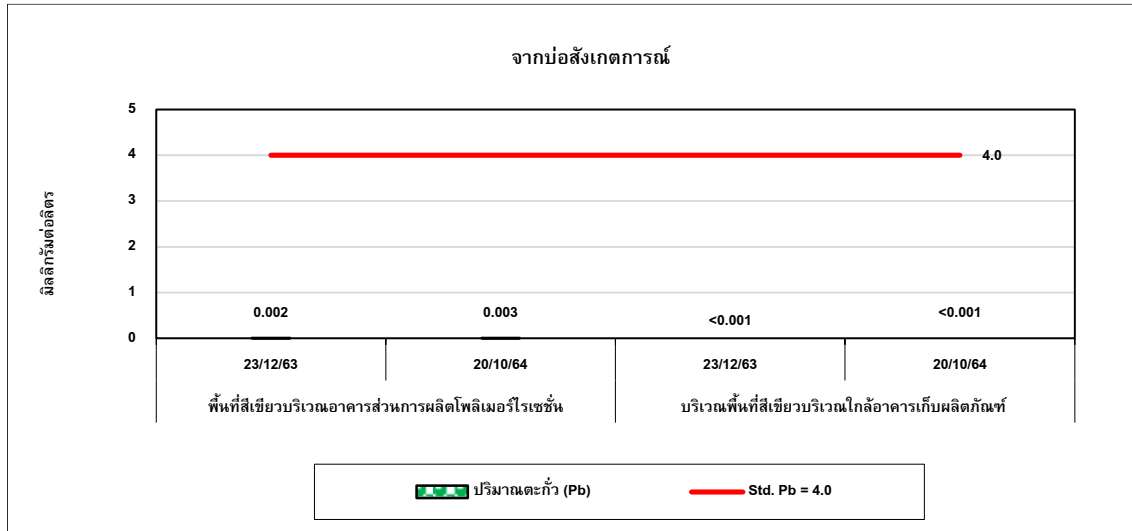 จากบ่อสังเกตการณ์
มิลลิกรัมต่อลิตร
5
4
3
2
1
0
4.0
0.002
0.003
<0.001
<0.001
23/12/63
20/10/64
23/12/63
20/10/64
พื้นที่สีเขียวบริเวณอาคารส่วนการผลิตโพลิเมอร์ไรเซชั่น
บริเวณพื้นที่สีเขียวบริเวณใกล้อาคารเก็บผลิตภัณฑ์
ปริมาณตะกั่ว (Pb)
Std. Pb = 4.0